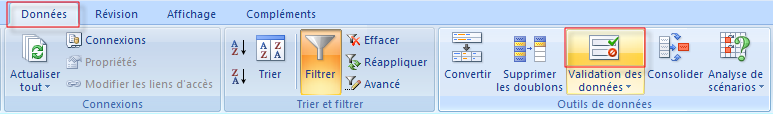 Données Révision Affichage Compléments
Actualiser
tout
Connexions
Propriétés
Modifier les liens d'accès
Connexions
A
Z
Z
A
A Z
Z A
Trier
Filtrer
Effacer
Réappliquer
Avancé
Trier et filtrer
Convertir
Supprimer
les doublons
Validation des
données
Consolider
Analyse de
scénarios
Outils de données